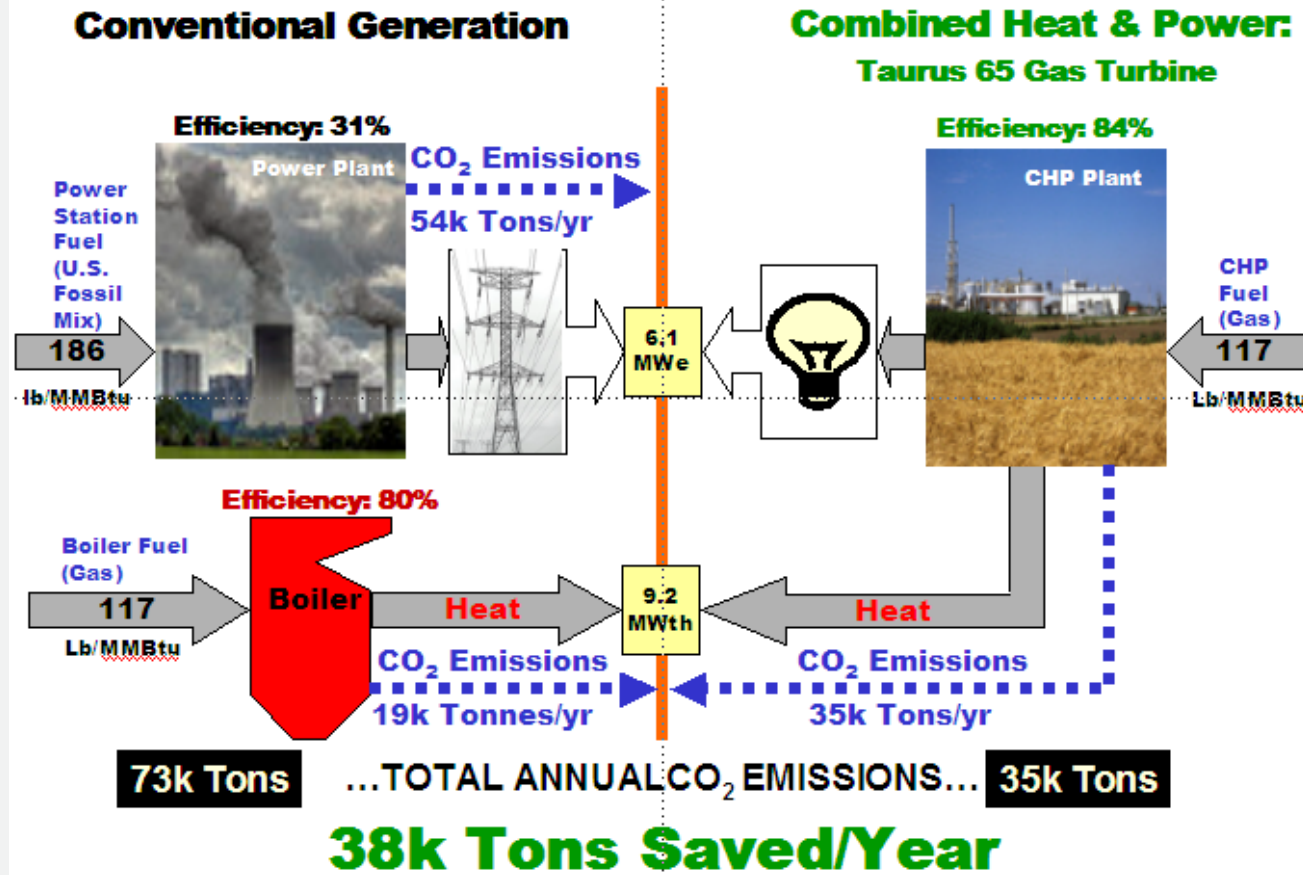 Conventional Generation
Combined Heat & Power:
Taurus 65 Gas Turbine
Efficiency: 31%
Power Plant
CO₂ Emissions
54k Tons/yr
Power
Station
Fuel
(U.S.
Fossil
Mix)
186
lb/MMBtu
6.1
MWe
Efficiency: 84%
CHP Plant
CHP
Fuel
(Gas)
117
Lb/MMBtu
Efficiency: 80%
Boiler Fuel
(Gas)
117
Lb/MMBtu
Boiler
Heat
9.2
MWth
Heat
CO₂ Emissions
19k Tonnes/yr
CO₂ Emissions
35k Tons/yr
73k Tons
...TOTAL ANNUALCO₂ EMISSIONS...
35k Tons
38k Tons Saved/Year